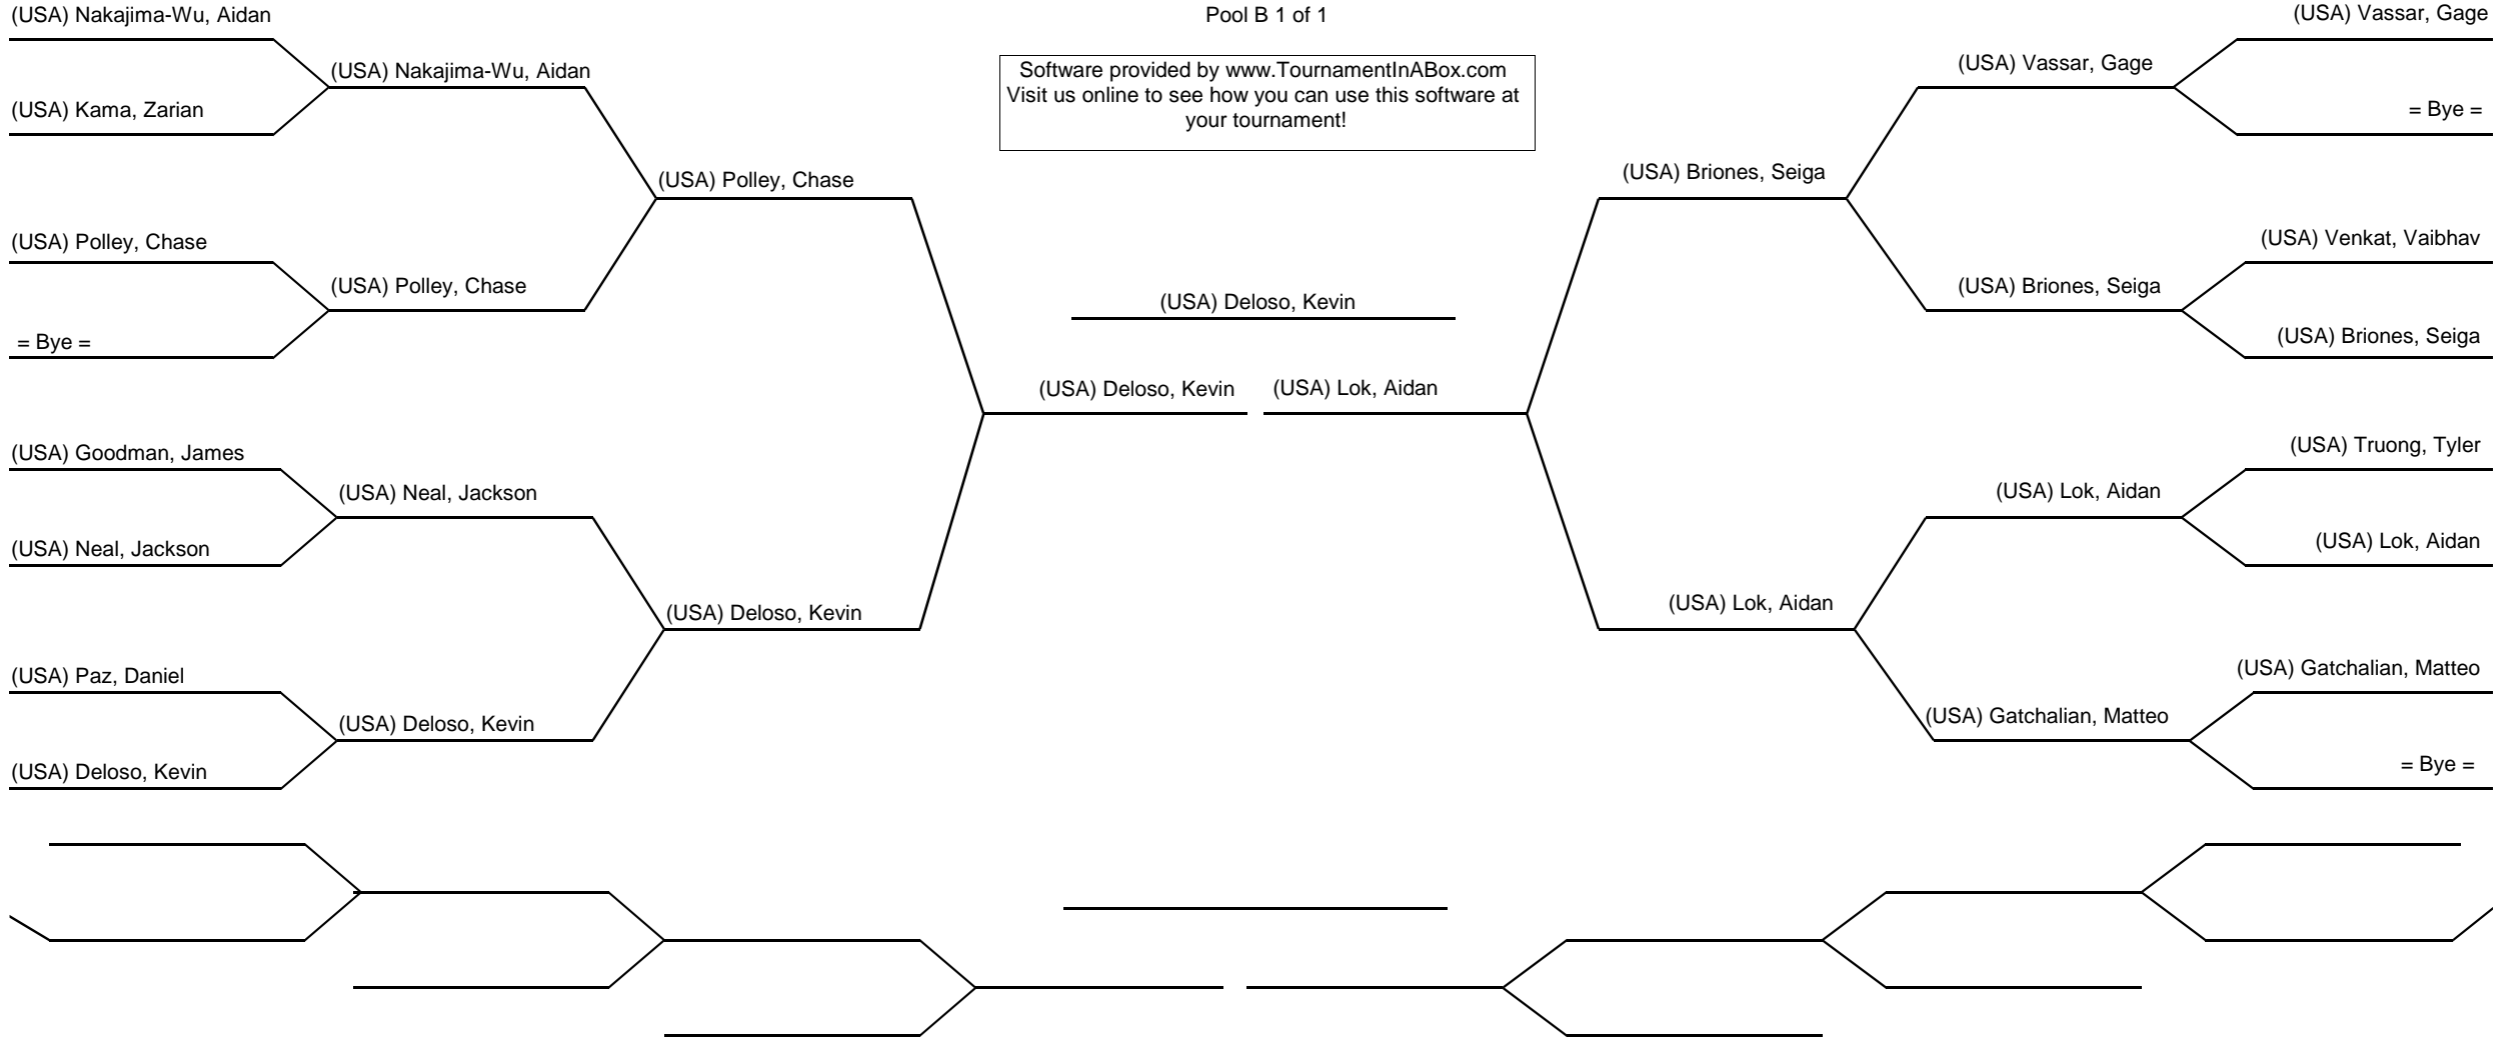 (USA) Nakajima-Wu, Aidan
(USA) Kama, Zarian
(USA) Polley, Chase
= Bye =
(USA) Goodman, James
(USA) Neal, Jackson
(USA) Paz, Daniel
(USA) Deloso, Kevin
(USA) Nakajima-Wu, Aidan
(USA) Polley, Chase
(USA) Neal, Jackson
(USA) Deloso, Kevin
(USA) Polley, Chase
(USA) Deloso, Kevin
Pool B 1 of 1
Software provided by www.TournamentInABox.com
Visit us online to see how you can use this software at
your tournament!
(USA) Deloso, Kevin
(USA) Deloso, Kevin
(USA) Lok, Aidan
(USA) Briones, Seiga
(USA) Lok, Aidan
(USA) Vassar, Gage
(USA) Briones, Seiga
(USA) Lok, Aidan
(USA) Gatchalian, Matteo
(USA) Vassar, Gage
= Bye =
(USA) Venkat, Vaibhav
(USA) Briones, Seiga
(USA) Truong, Tyler
(USA) Lok, Aidan
(USA) Gatchalian, Matteo
= Bye =